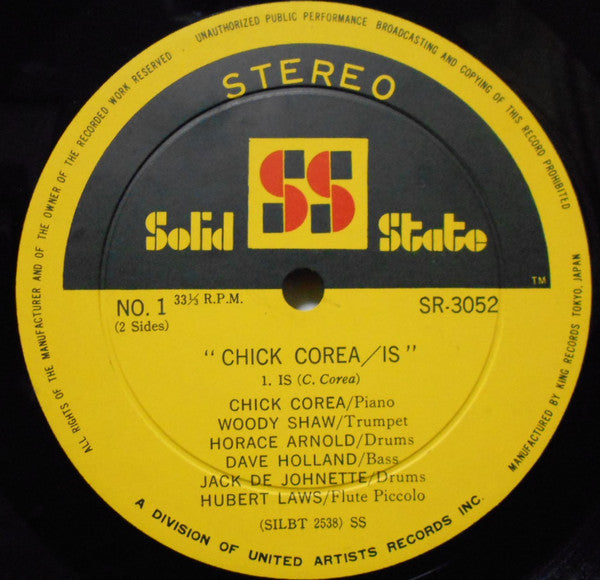 ALL RIGHTS OF THE MANUFACTURER AND OF THE OWNER OF THE RECORDED WORK RESERVED UNAUTHORIZED PUBLIC PERFORMANCE BROADCASTING AND COPYING OF THIS RECORD PROHIBITED
STEREO
SS
Solid State
TM
MANUFACTURED BY KING RECORDS TOKYO, JAPAN
NO. 1 33⅓ R.P.M. SR-3052
(2 Sides)
"CHICK COREA/IS"
1. IS (C. Corea)
CHICK COREA/Piano
WOODY SHAW/Trumpet
HORACE ARNOLD/Drums
DAVE HOLLAND/Bass
JACK DE JOHNETTE/Drums
HUBERT LAWS/Flute Piccolo
(SILBT 2538) SS
A DIVISION OF UNITED ARTISTS RECORDS INC.